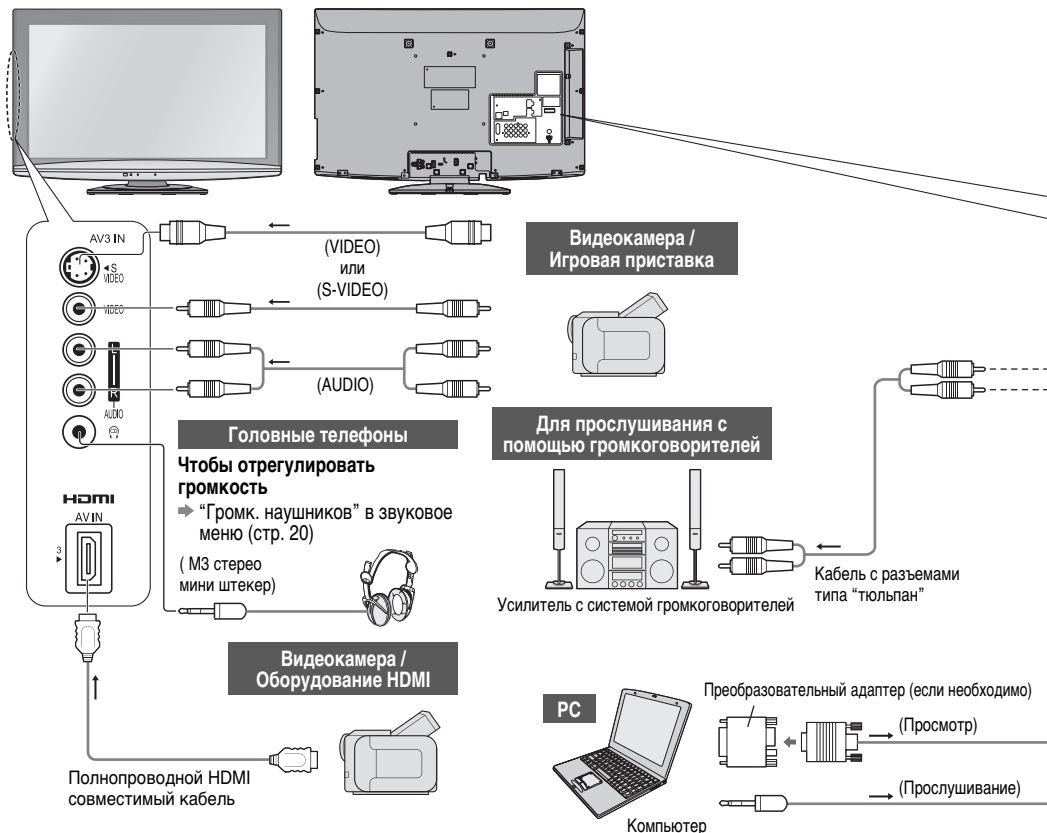 AV3 IN
◄S
VIDEO
VIDEO
L
R
AUDIO
HDMI
AV IN
3
(VIDEO)
или
(S-VIDEO)
(AUDIO)
Видеокамера /
Игровая приставка
Головные телефоны
Чтобы отрегулировать
громкость
“Громк. наушников” в звуковое
меню (стр. 20)
( М3 стерео
мини штекер)
Для прослушивания с
помощью громкоговорителей
Усилитель с системой громкоговорителей
Кабель с разъемами
типа “тюльпан”
Видеокамера /
Оборудование HDMI
Полнопроводной HDMI
совместимый кабель
PC
Преобразовательный адаптер (если необходимо)
(Просмотр)
(Прослушивание)
Компьютер